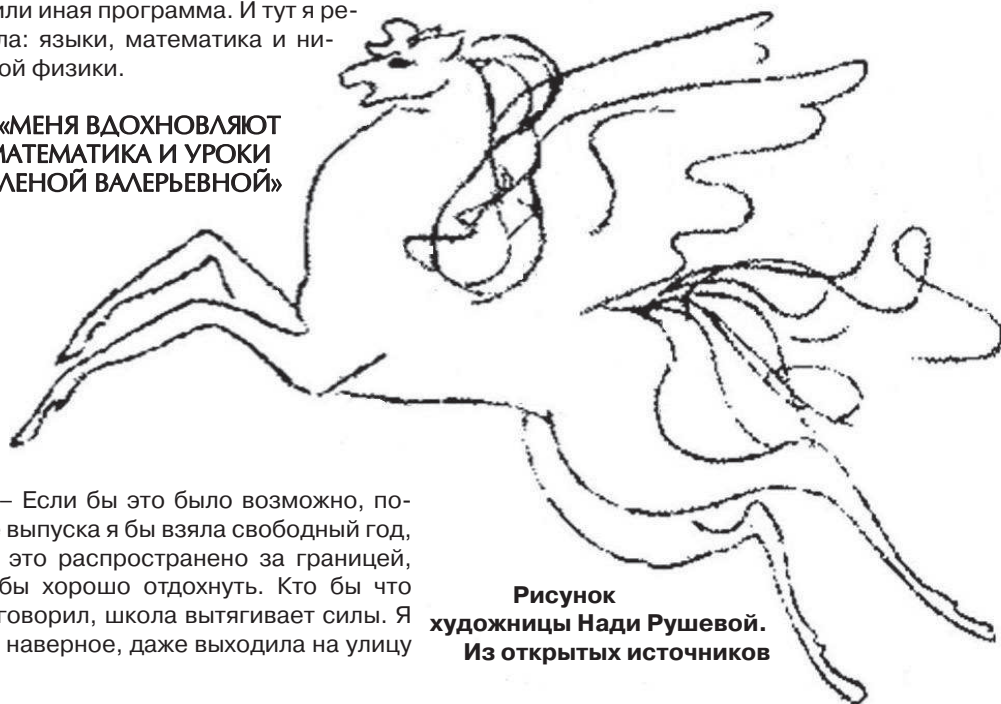 или иная программа. И тут я ре-
ла: языки, математика и ни-
ой физики.
«МЕНЯ ВДОХНОВЛЯЮТ
МАТЕМАТИКА И УРОКИ
ЛЕНОЙ ВАЛЕРЬЕВНОЙ»
– Если бы это было возможно, по-
выпуска я бы взяла свободный год,
это распространено за границей,
бы хорошо отдохнуть. Кто бы что
говорил, школа вытягивает силы. Я
наверное, даже выходила на улицу
Рисунок
художницы Нади Рушевой.
Из открытых источников